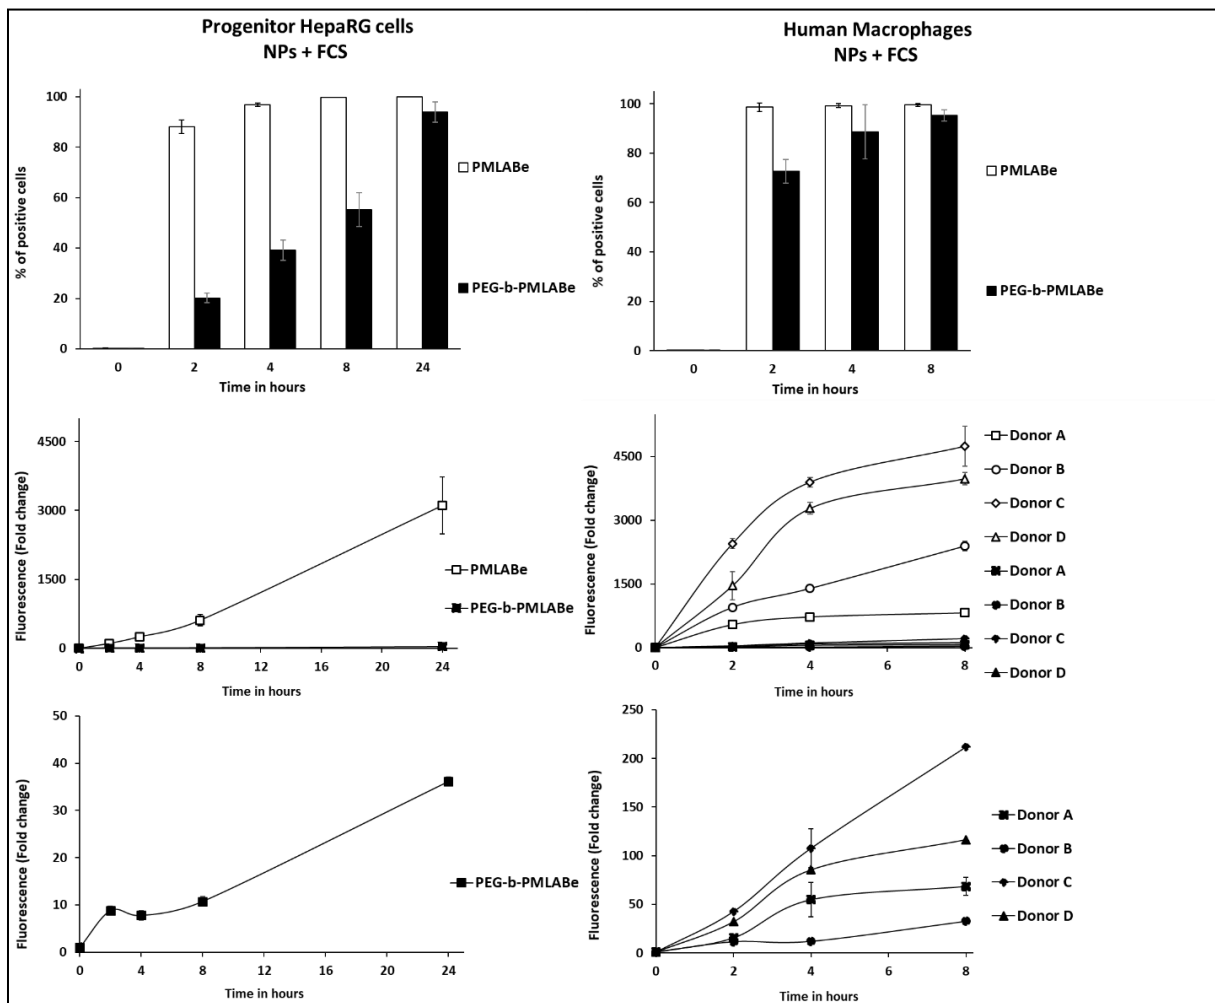 Progenitor HepaRG cells
NPs + FCS
% of positive cells
100
80
60
40
20
0
0
2
4
8
24
Time in hours
PMLABe
PEG-b-PMLABe
Human Macrophages
NPs + FCS
% of positive cells
100
80
60
40
20
0
0
2
4
8
Time in hours
PMLABe
PEG-b-PMLABe
Fluorescence (Fold change)
4500
3000
1500
0
0
4
8
12
16
20
24
Time in hours
PMLABe
PEG-b-PMLABe
Fluorescence (Fold change)
4500
3000
1500
0
0
2
4
6
8
Time in hours
Donor A
Donor B
Donor C
Donor D
Donor A
Donor B
Donor C
Donor D
Fluorescence (Fold change)
50
40
30
20
10
0
0
4
8
12
16
20
24
Time in hours
PEG-b-PMLABe
Fluorescence (Fold change)
250
200
150
100
50
0
0
2
4
6
8
Time in hours
Donor A
Donor B
Donor C
Donor D